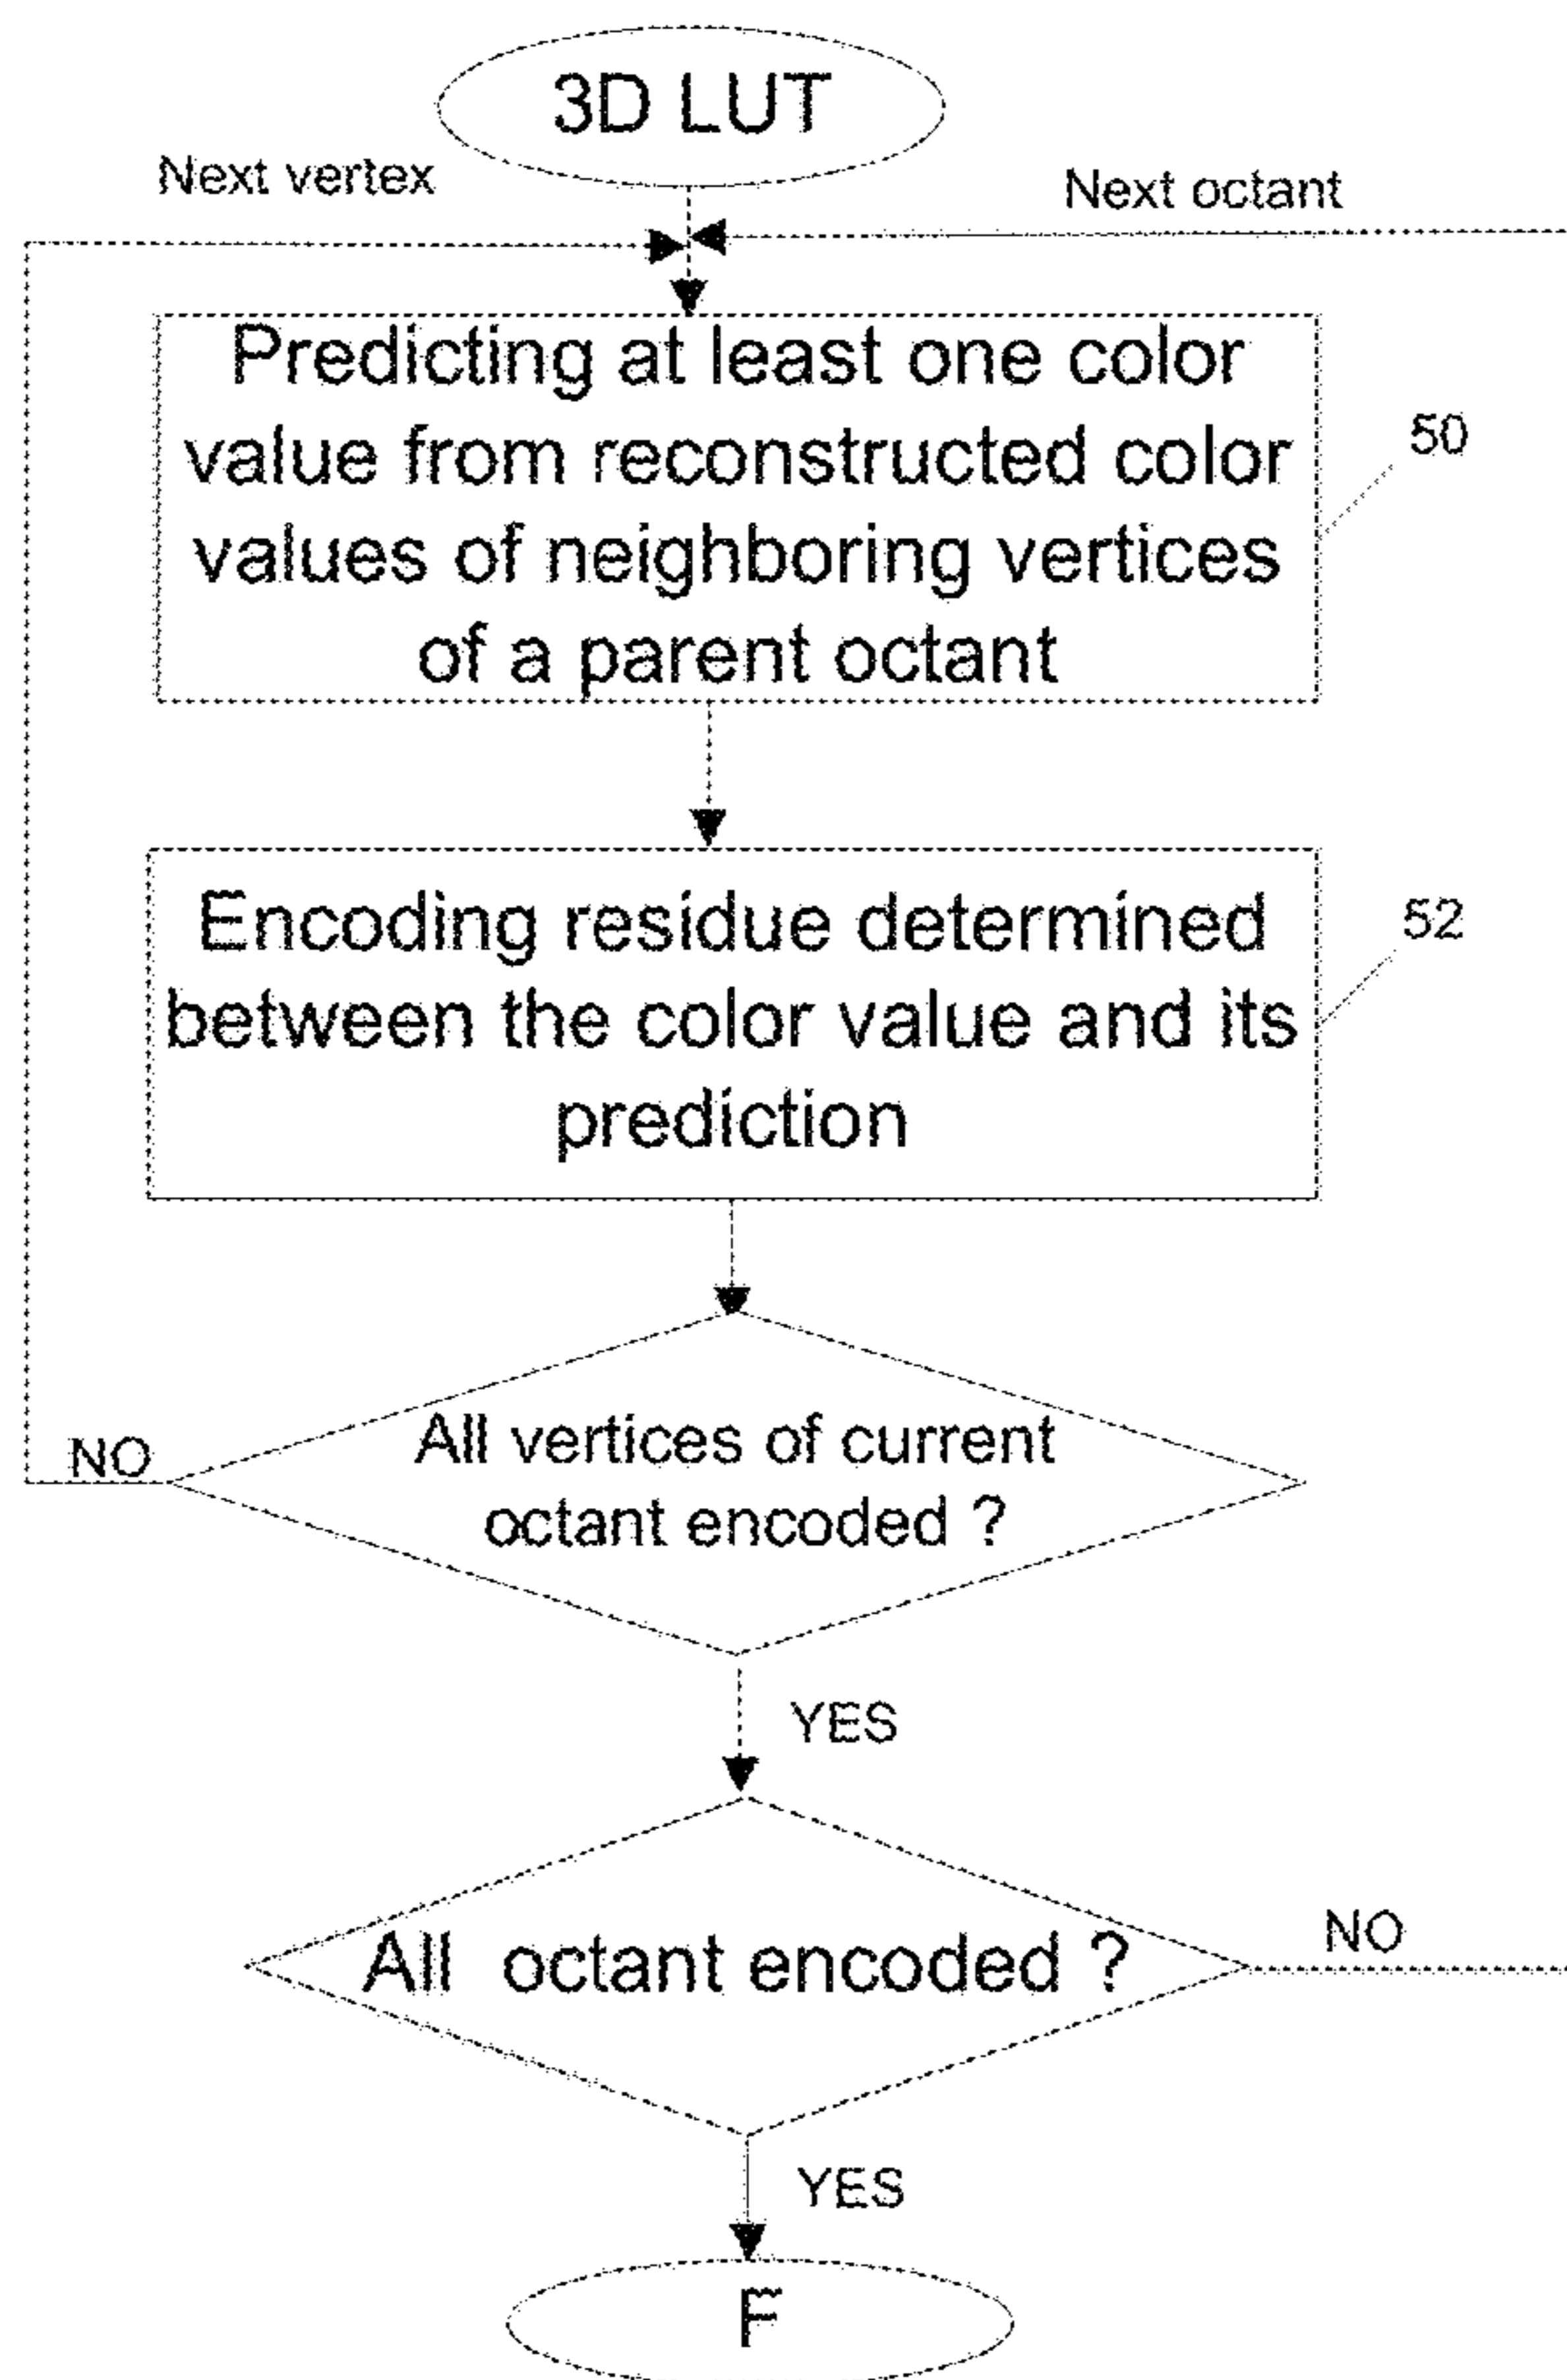 3D LUT
Next vertex
Next octant
Predicting at least one color
value from reconstructed color
values of neighboring vertices
of a parent octant
50
Encoding residue determined
between the color value and its
prediction
52
All vertices of current
octant encoded ?
NO
YES
All octant encoded ?
NO
YES
F